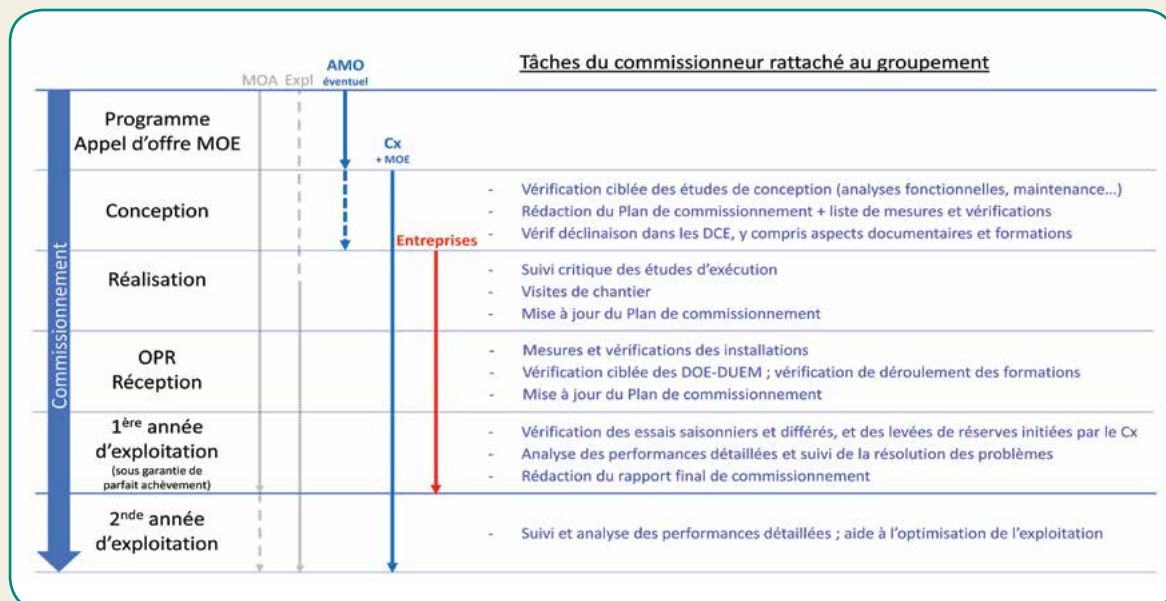 Tâches du commissionneur rattaché au groupement
MOA
Expl
AMO
éventuel
Cx
+ MOE
Entreprises
Commissionnement
Programme
Appel d'offre MOE
Conception
- Vérification ciblée des études de conception (analyses fonctionnelles, maintenance...)
- Rédaction du Plan de commissionnement + liste de mesures et vérifications
- Vérif déclinaison dans les DCE, y compris aspects documentaires et formations
Réalisation
- Suivi critique des études d'exécution
- Visites de chantier
- Mise à jour du Plan de commissionnement
OPR
Réception
- Mesures et vérifications des installations
- Vérification ciblée des DOE-DUEM ; vérification de déroulement des formations
- Mise à jour du Plan de commissionnement
1ère année
d'exploitation
(sous garantie de
parfait achèvement)
- Vérification des essais saisonniers et différés, et des levées de réserves initiées par le Cx
- Analyse des performances détaillées et suivi de la résolution des problèmes
- Rédaction du rapport final de commissionnement
2nde année
d'exploitation
- Suivi et analyse des performances détaillées ; aide à l'optimisation de l'exploitation